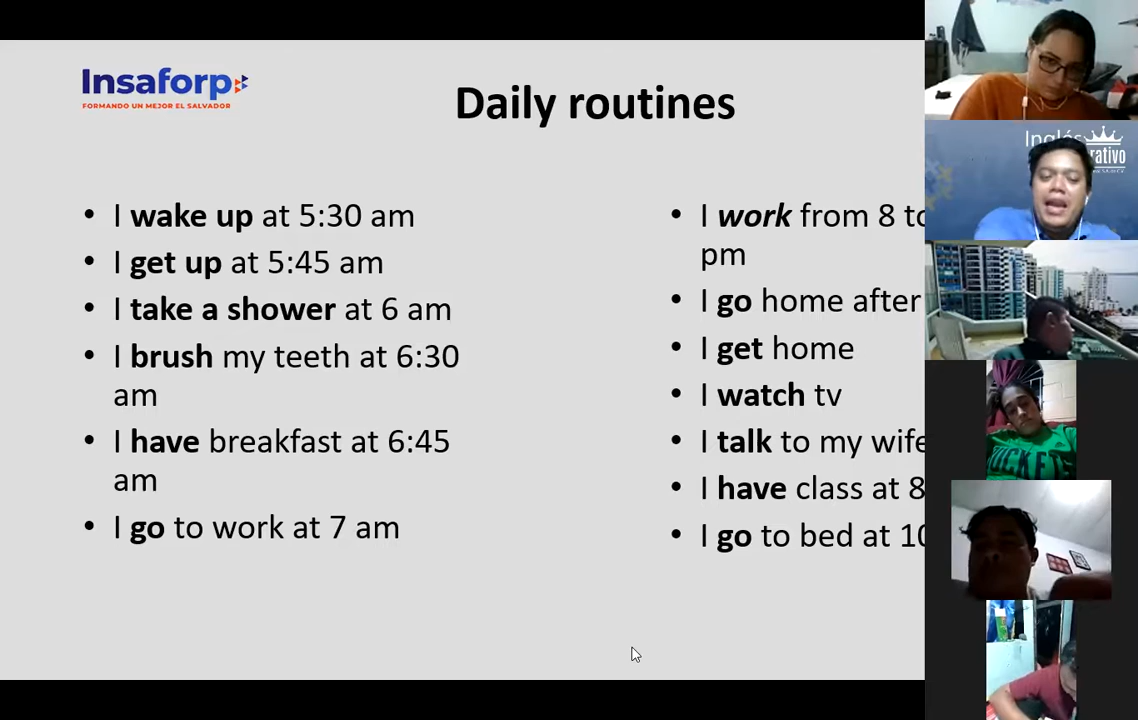 Insaforp
FORMANDO UN MEJOR EL SALVADOR
Daily routines
• I wake up at 5:30 am
• I get up at 5:45 am
• I take a shower at 6 am
• I brush my teeth at 6:30
am
• I have breakfast at 6:45
am
• I go to work at 7 am
• I work from 8
pm
• I go home after
• I get home
• I watch tv
• I talk to my wife
• I have class at 8
• I go to bed at 10
Inglés
rativo